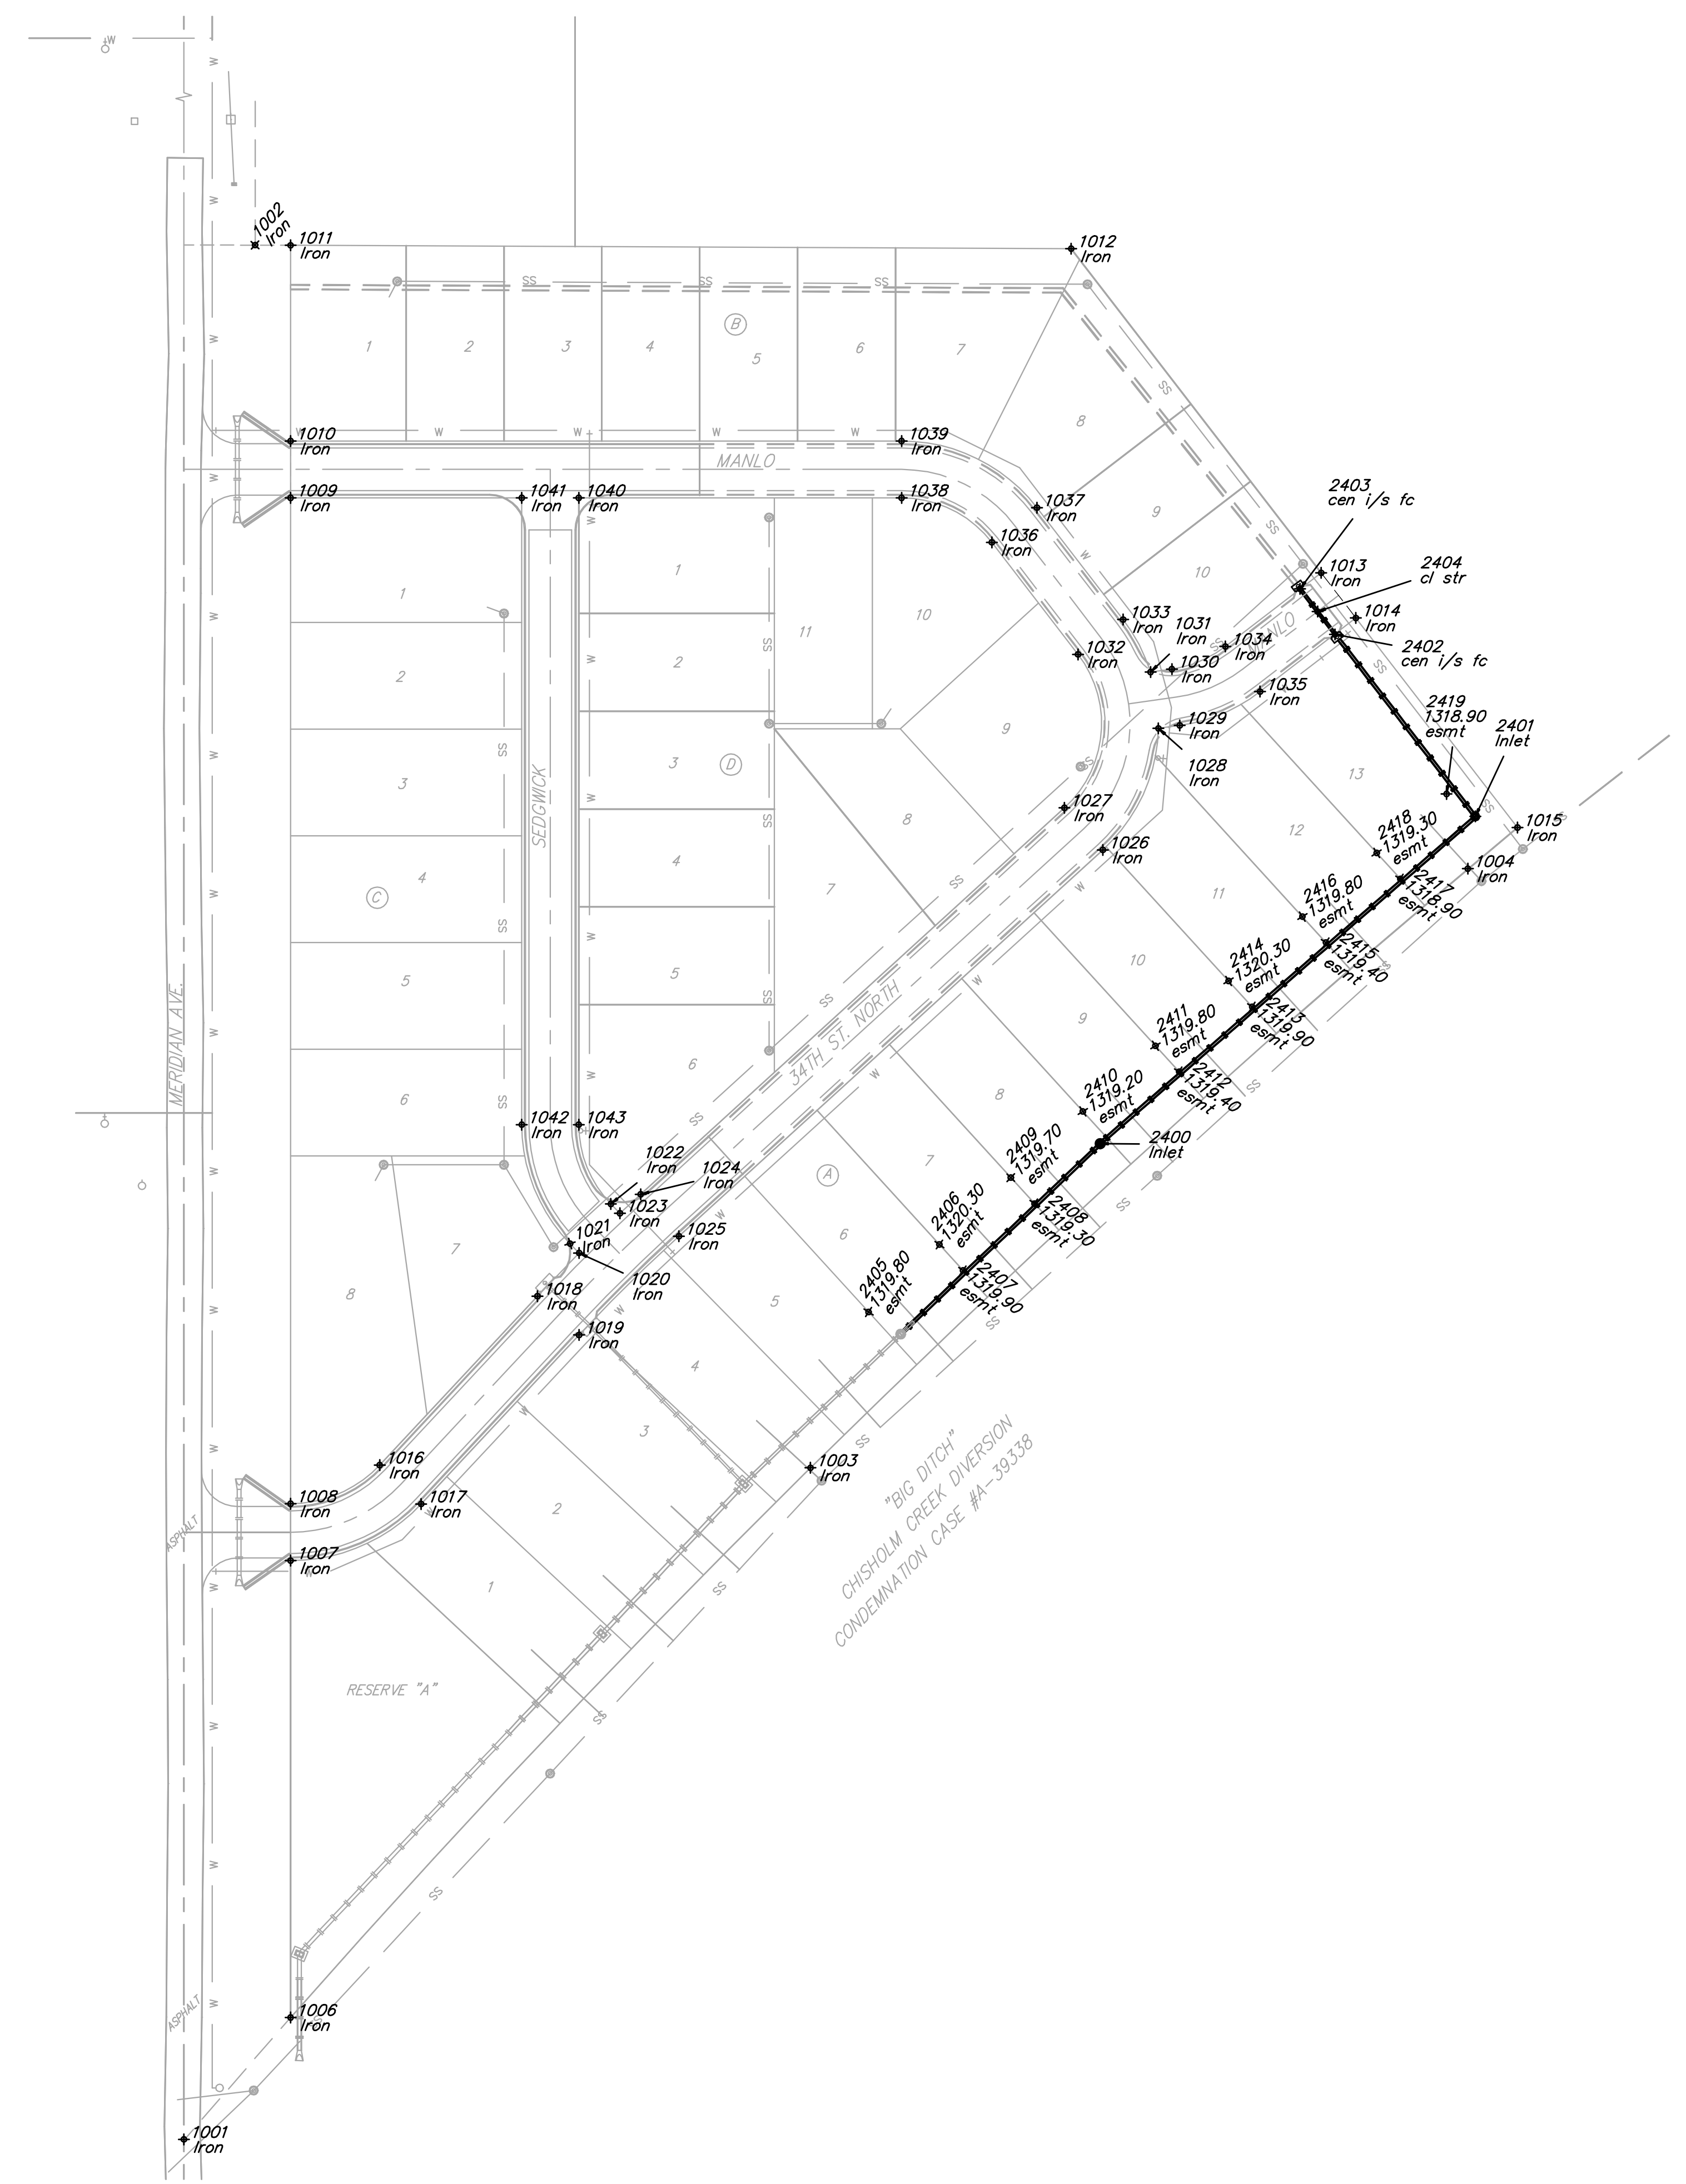 W
1002
Iron
1011
Iron
1012
Iron
SS
SS
SS
B
1
2
3
4
5
6
7
8
SS
1010
Iron
W
W
W
W
W
1039
Iron
MANLO
1009
Iron
1041
Iron
1040
Iron
1038
Iron
1037
Iron
1036
Iron
9
10
2403
cen i/s fc
2404
cl str
1013
Iron
1014
Iron
2402
cen i/s fc
1033
Iron
1031
Iron
1034
Iron
MANLO
1032
Iron
1030
Iron
1035
Iron
1029
Iron
1028
Iron
2419
1318.90
esmt
2401
Inlet
1015
Iron
1004
Iron
1027
Iron
1026
Iron
1
2
3
4
5
6
7
8
C
SEDGWICK
1
2
3
4
5
6
7
8
9
10
11
D
13
12
11
10
9
8
7
6
5
4
3
2
1
A
2418
1319.30
esmt
2417
1318.90
esmt
2416
1319.80
esmt
2415
1319.40
esmt
2414
1320.30
esmt
2413
1319.90
esmt
2411
1319.80
esmt
2412
1319.40
esmt
2410
1319.20
esmt
2400
Inlet
2409
1319.70
esmt
2408
1319.30
esmt
2406
1320.30
esmt
2407
1319.90
esmt
2405
1319.80
esmt
34TH ST. NORTH
MERIDIAN AVE.
1042
Iron
1043
Iron
1022
Iron
1024
Iron
1023
Iron
1021
Iron
1025
Iron
1020
Iron
1018
Iron
1019
Iron
1016
Iron
1003
Iron
1008
Iron
1017
Iron
ASPHALT
1007
Iron
"BIG DITCH"
CHISHOLM CREEK DIVERSION
CONDEMNATION CASE #A-39338
RESERVE "A"
1006
Iron
ASPHALT
1001
Iron